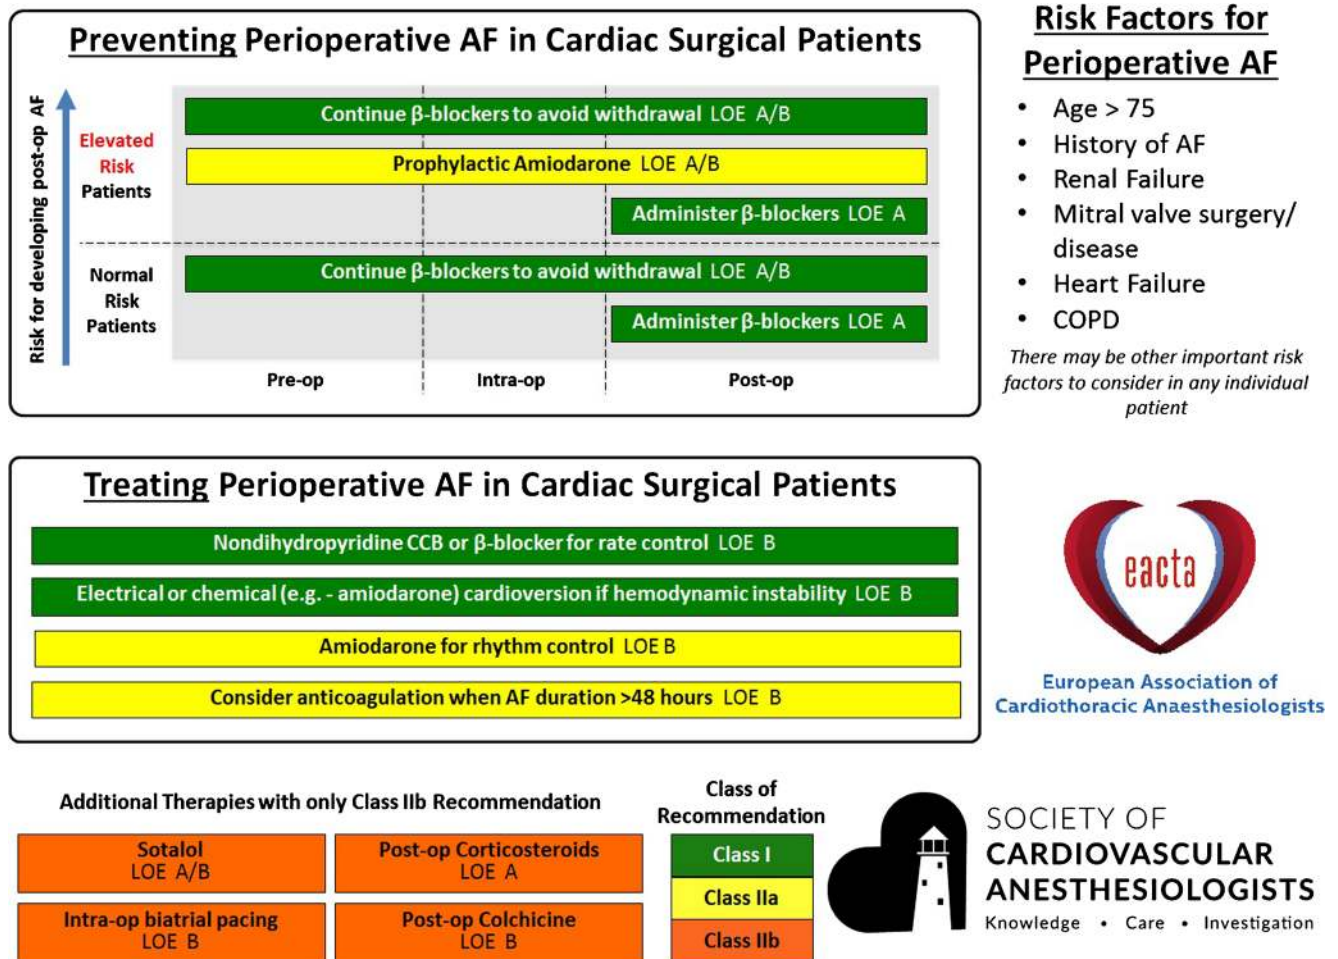 Preventing Perioperative AF in Cardiac Surgical Patients
Risk for developing post-op AF
Elevated
Risk
Patients
Continue β-blockers to avoid withdrawal LOE A/B
Prophylactic Amiodarone LOE A/B
Administer β-blockers LOE A
Normal
Risk
Patients
Continue β-blockers to avoid withdrawal LOE A/B
Administer β-blockers LOE A
Pre-op
Intra-op
Post-op
Risk Factors for
Perioperative AF
• Age > 75
• History of AF
• Renal Failure
• Mitral valve surgery/
disease
• Heart Failure
• COPD
There may be other important risk
factors to consider in any individual
patient
Treating Perioperative AF in Cardiac Surgical Patients
Nondihydropyridine CCB or β-blocker for rate control LOE B
Electrical or chemical (e.g. - amiodarone) cardioversion if hemodynamic instability LOE B
Amiodarone for rhythm control LOE B
Consider anticoagulation when AF duration >48 hours LOE B
eacta
European Association of
Cardiothoracic Anaesthesiologists
Additional Therapies with only Class IIb Recommendation
Sotalol
LOE A/B
Post-op Corticosteroids
LOE A
Intra-op biatrial pacing
LOE B
Post-op Colchicine
LOE B
Class of
Recommendation
Class I
Class IIa
Class IIb
SOCIETY OF
CARDIOVASCULAR
ANESTHESIOLOGISTS
Knowledge • Care • Investigation